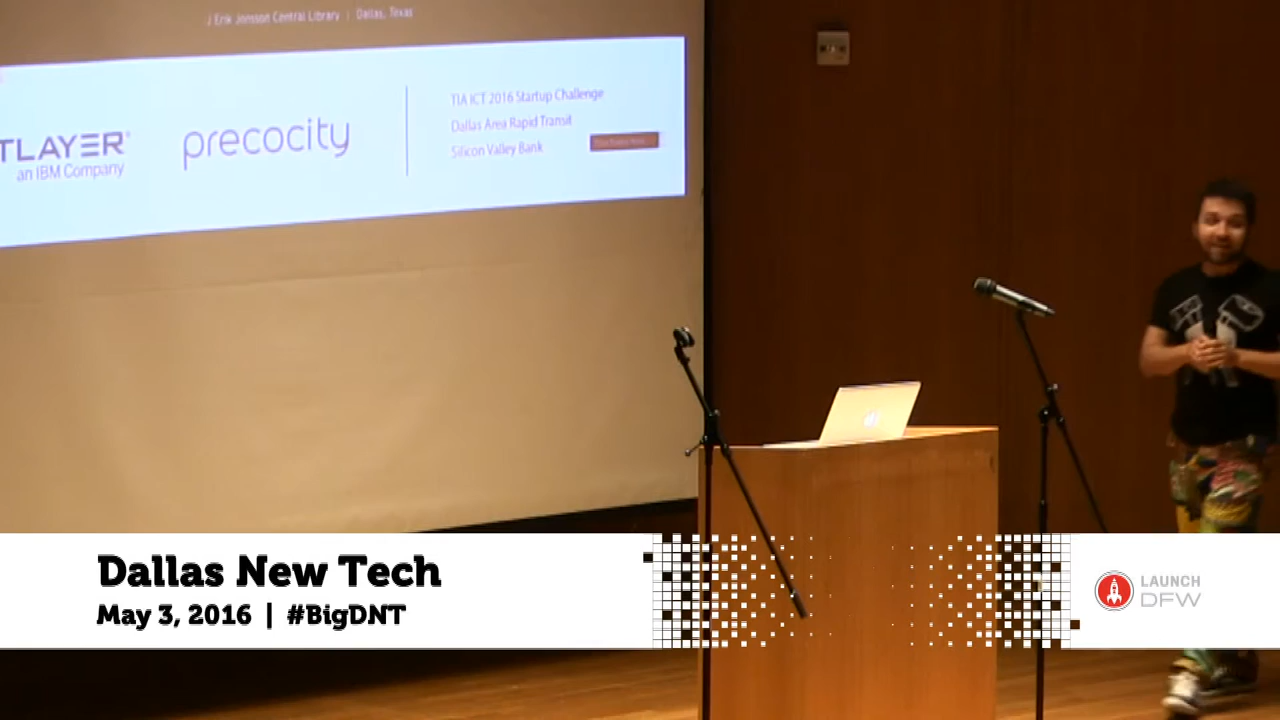 J Erik Jonsson Central Library | Dallas, Texas
TLAYER®
an IBM Company
precocity
TIA ICT 2016 Startup Challenge
Dallas Area Rapid Transit
Silicon Valley Bank
Dallas New Tech
May 3, 2016 | #BigDNT
LAUNCH
DFW